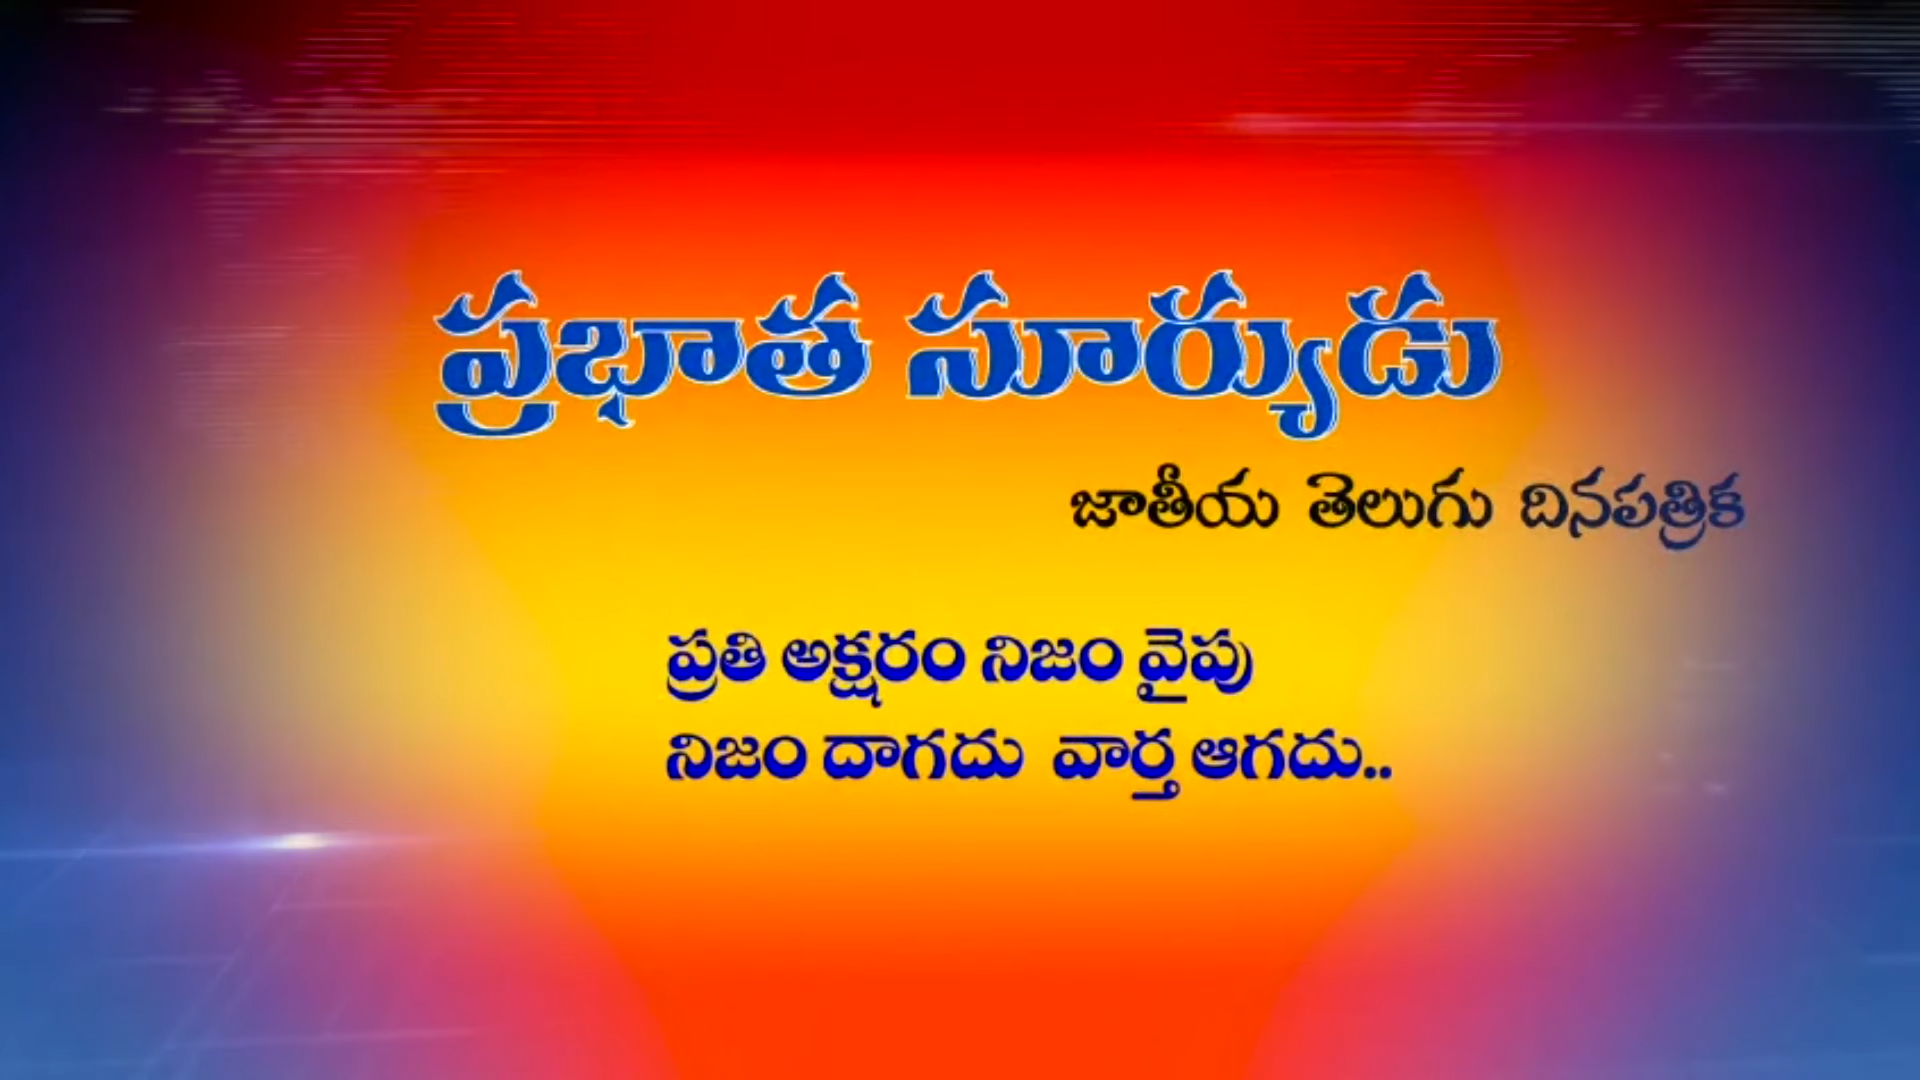 ప్రభాత సూర్యుడు
జాతీయ తెలుగు దినపత్రిక
ప్రతి అక్షరం నిజం వైపు
నిజం దాగదు వార్త ఆగదు..